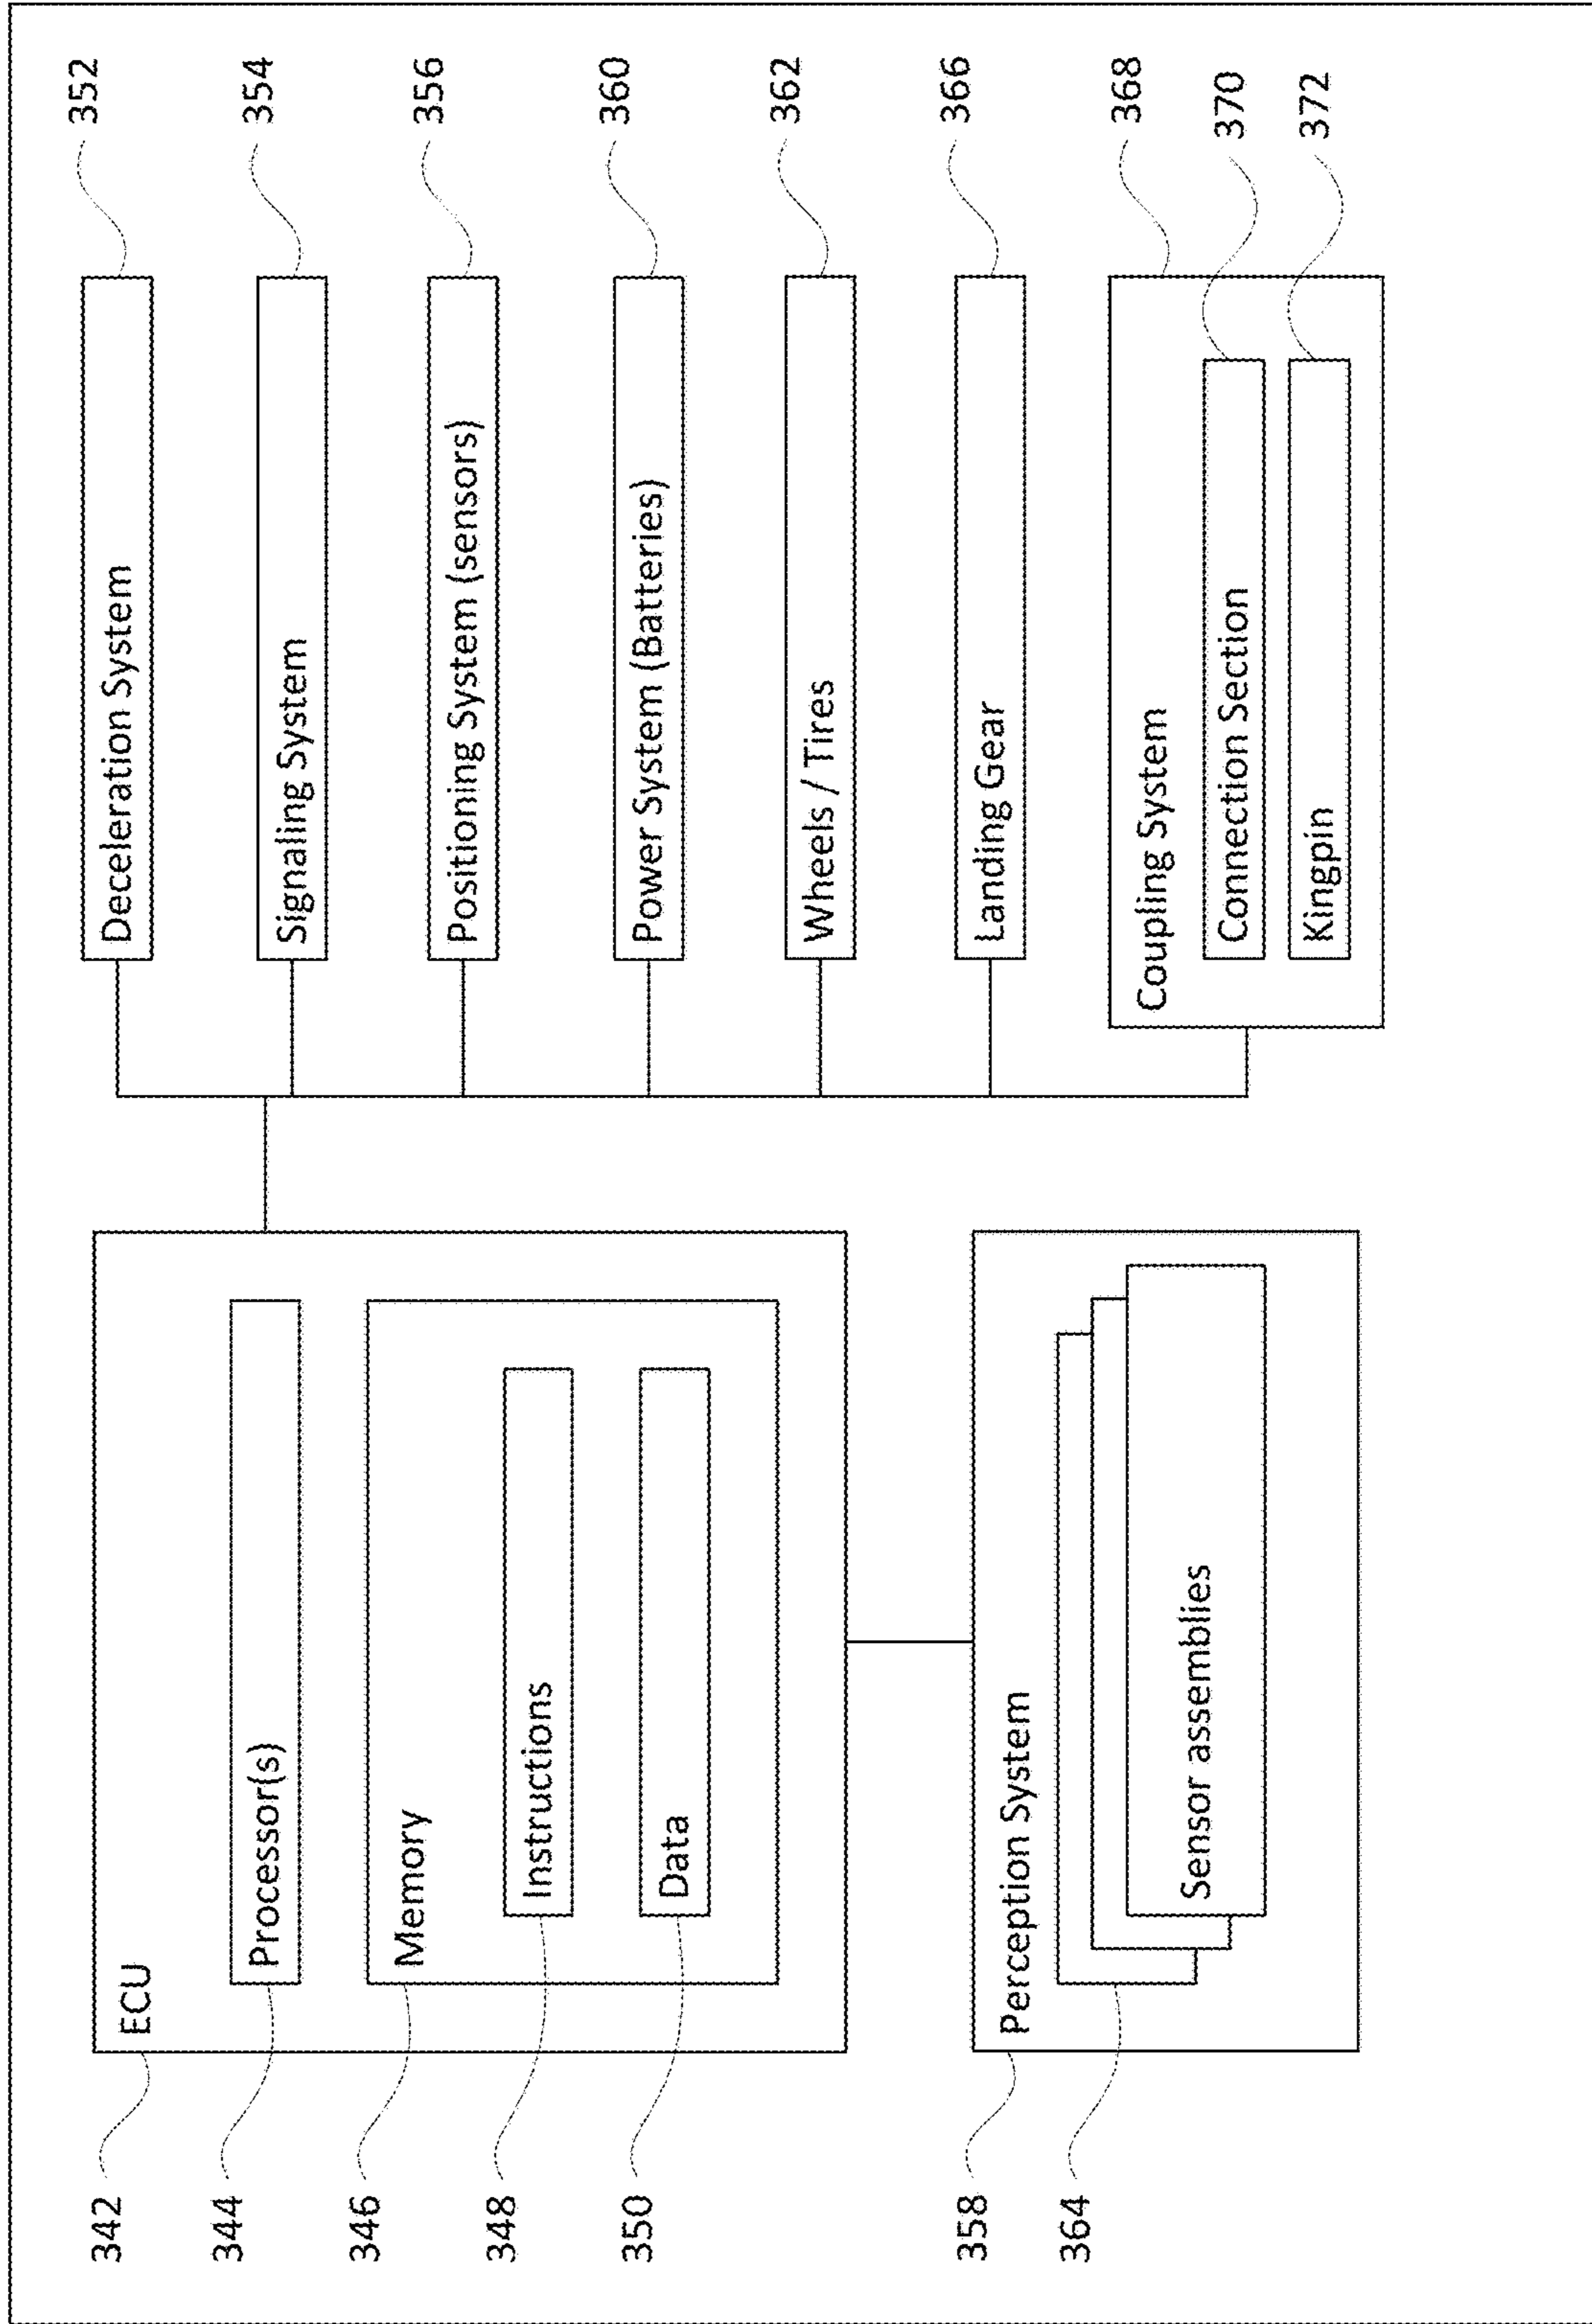 342
ECU
344
Processor(s)
346
Memory
348
Instructions
350
Data
358
Perception System
364
Sensor assemblies
Deceleration System
352
Signaling System
354
Positioning System (sensors)
356
Power System (Batteries)
360
Wheels / Tires
362
Landing Gear
366
Coupling System
368
Connection Section
370
Kingpin
372